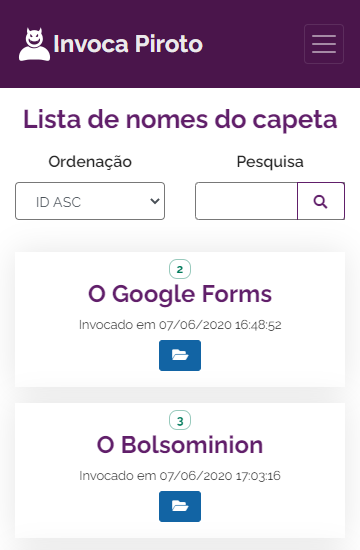 Invoca Piroto
Lista de nomes do capeta
Ordenação
Pesquisa
ID ASC
2
O Google Forms
Invocado em 07/06/2020 16:48:52
3
O Bolsominion
Invocado em 07/06/2020 17:03:16